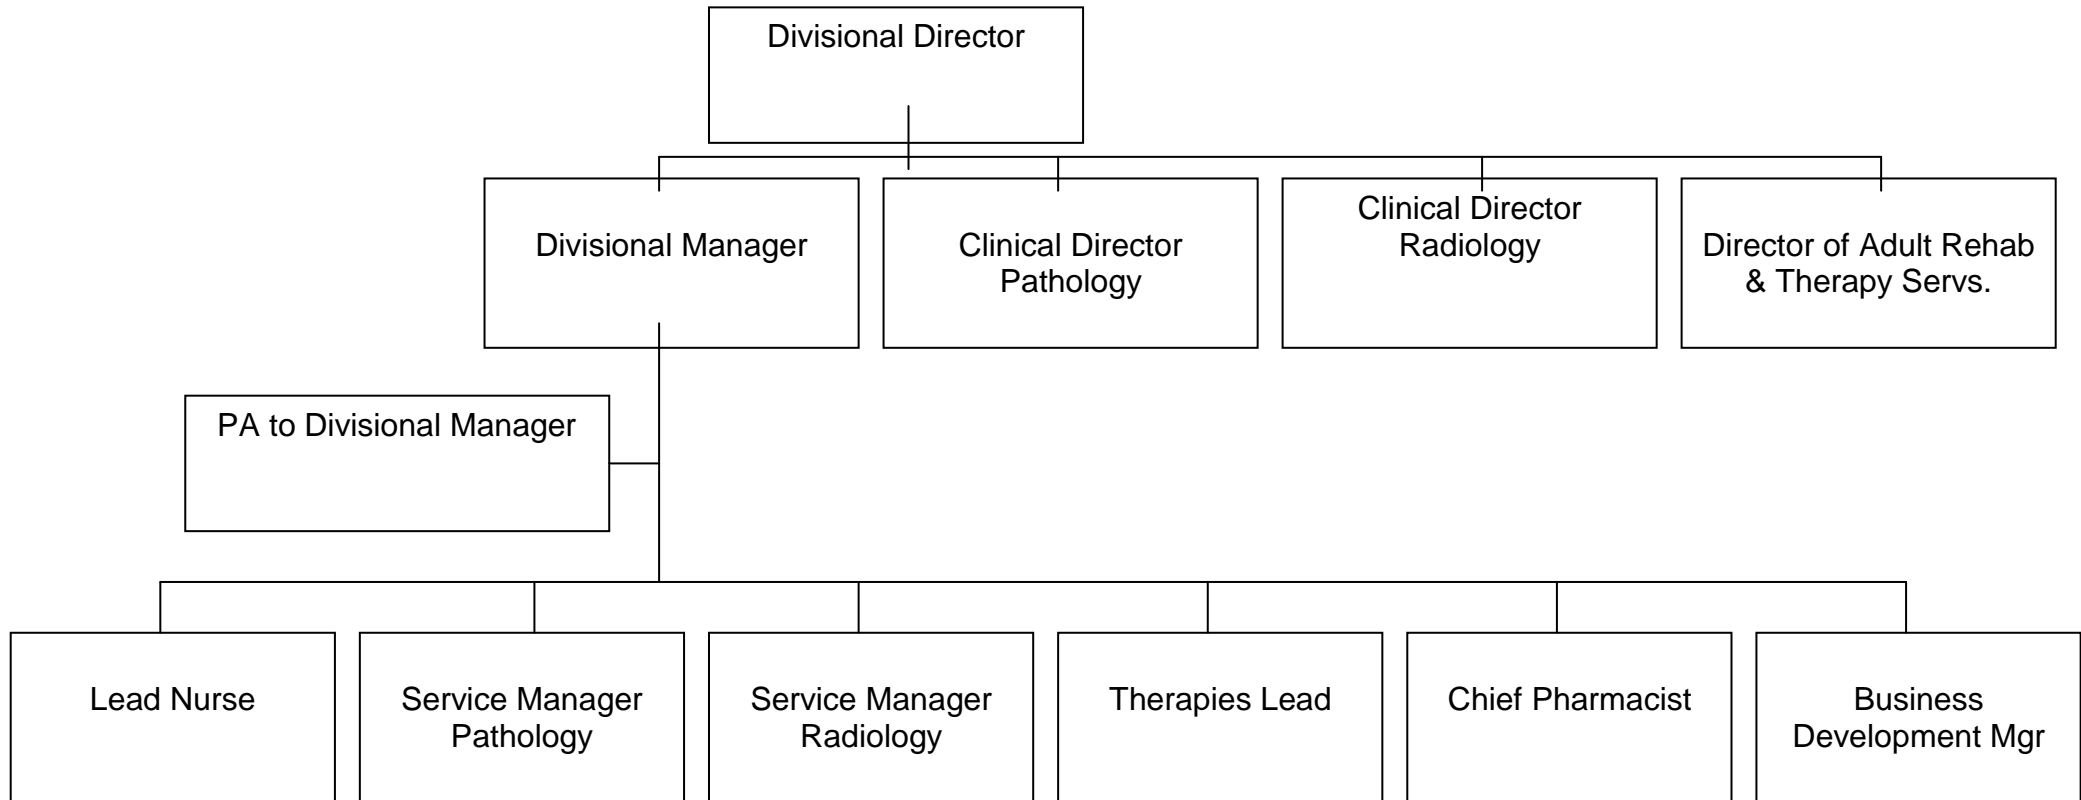 Divisional Director
Divisional Manager
Clinical Director
Pathology
Clinical Director
Radiology
Director of Adult Rehab
& Therapy Servs.
PA to Divisional Manager
Lead Nurse
Service Manager
Pathology
Service Manager
Radiology
Therapies Lead
Chief Pharmacist
Business
Development Mgr